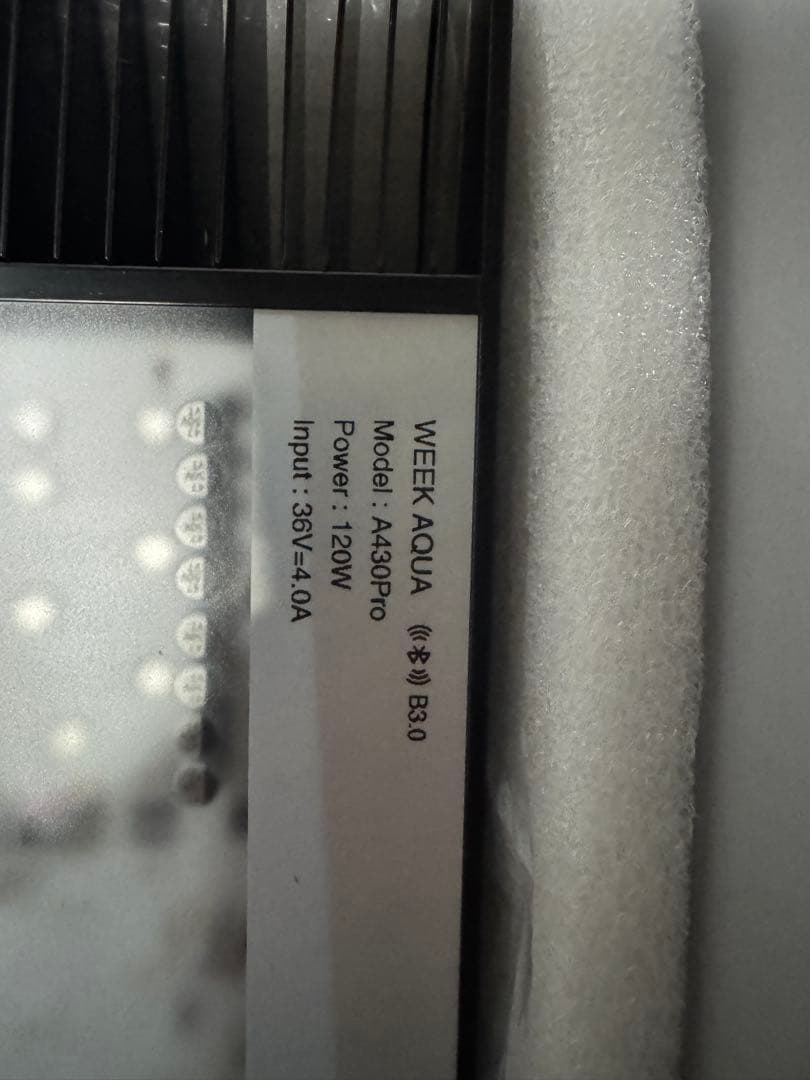 WEEK AQUA B3.0
Model : A430Pro
Power : 120W
Input : 36V=4.0A